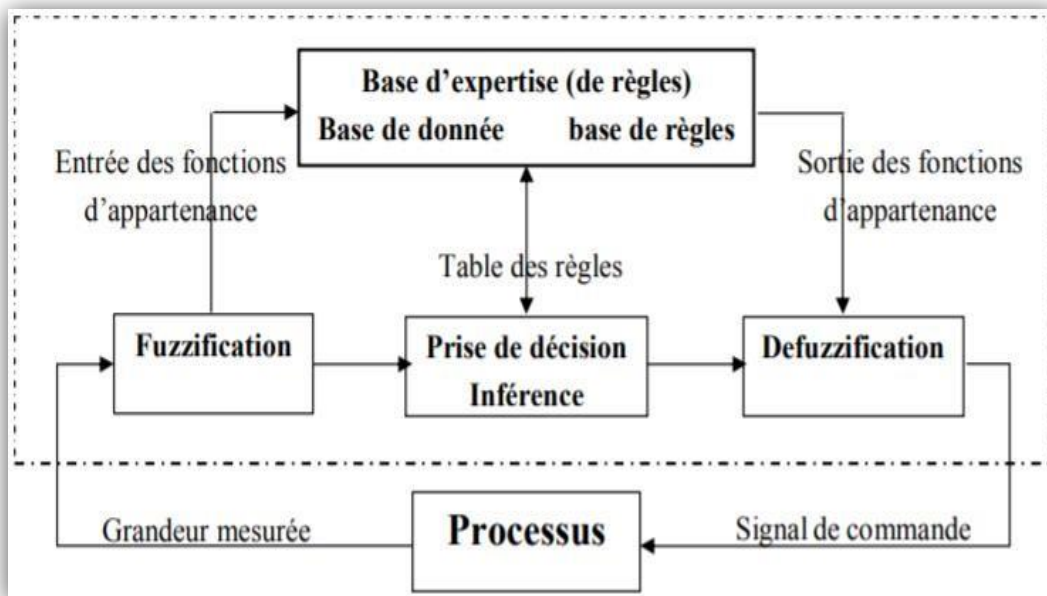 Base d'expertise (de règles)
Base de donnée base de règles
Entrée des fonctions
d'appartenance
Sortie des fonctions
d'appartenance
Table des règles
Fuzzification
Prise de décision
Inférence
Defuzzification
Grandeur mesurée
Processus
Signal de commande